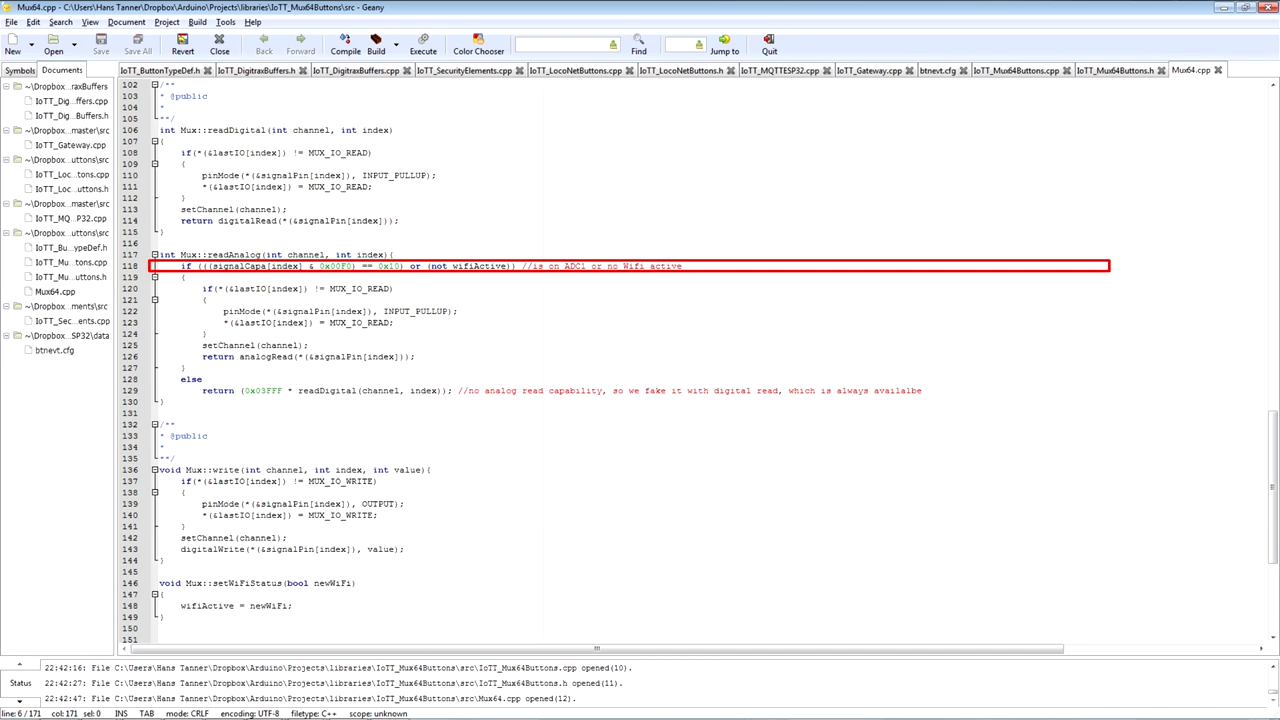 Mux64.cpp - C:\Users\Hans Tanner\Dropbox\Arduino\Projects\libraries\IoTT_Mux64Buttons\src - Geany
File Edit Search View Document Project Build Tools Help
New Open Save Save All Revert Close Back Forward Compile Build Execute Color Chooser Find Jump to Quit
Symbols Documents IoTT_ButtonTypeDef.h IoTT_DigitraxBuffers.h IoTT_DigitraxBuffers.cpp IoTT_SecurityElements.cpp IoTT_LocoNetButtons.cpp IoTT_LocoNetButtons.h IoTT_MQTTESP32.cpp IoTT_Gateway.cpp btnevt.cfg IoTT_Mux64Buttons.cpp IoTT_Mux64Buttons.h Mux64.cpp
~\Dropbox...raxBuffers
IoTT_Dig...ffers.cpp
IoTT_Dig...Buffers.h
~\Dropbox...master\src
IoTT_Gateway.cpp
~\Dropbox...uttons\src
IoTT_Loc...tons.cpp
IoTT_Loc...uttons.h
~\Dropbox...master\src
IoTT_MQ...P32.cpp
~\Dropbox...uttons\src
IoTT_Bu...ypeDef.h
IoTT_Mu...tons.cpp
IoTT_Mu...uttons.h
Mux64.cpp
~\Dropbox...ments\src
IoTT_Sec...ents.cpp
~\Dropbox...SP32\data
btnevt.cfg
102 /**
103 * @public
104 *
105 **/
106 int Mux::readDigital(int channel, int index)
107 {
108 if(*(&lastIO[index]) != MUX_IO_READ)
109 {
110 pinMode(*(&signalPin[index]), INPUT_PULLUP);
111 *(&lastIO[index]) = MUX_IO_READ;
112 }
113 setChannel(channel);
114 return digitalRead(*(&signalPin[index]));
115 }
116
117 int Mux::readAnalog(int channel, int index){
118 if (((signalCapa[index] & 0x00F0) == 0x10) or (not wifiActive)) //is on ADC1 or no Wifi active
119 {
120 if(*(&lastIO[index]) != MUX_IO_READ)
121 {
122 pinMode(*(&signalPin[index]), INPUT_PULLUP);
123 *(&lastIO[index]) = MUX_IO_READ;
124 }
125 setChannel(channel);
126 return analogRead(*(&signalPin[index]));
127 }
128 else
129 return (0x03FFF * readDigital(channel, index)); //no analog read capability, so we fake it with digital read, which is always availalbe
130 }
131
132 /**
133 * @public
134 *
135 **/
136 void Mux::write(int channel, int index, int value){
137 if(*(&lastIO[index]) != MUX_IO_WRITE)
138 {
139 pinMode(*(&signalPin[index]), OUTPUT);
140 *(&lastIO[index]) = MUX_IO_WRITE;
141 }
142 setChannel(channel);
143 digitalWrite(*(&signalPin[index]), value);
144 }
145
146 void Mux::setWiFiStatus(bool newWiFi)
147 {
148 wifiActive = newWiFi;
149 }
150
151
Status
22:42:16: File C:\Users\Hans Tanner\Dropbox\Arduino\Projects\libraries\IoTT_Mux64Buttons\src\IoTT_Mux64Buttons.cpp opened(10).
22:42:27: File C:\Users\Hans Tanner\Dropbox\Arduino\Projects\libraries\IoTT_Mux64Buttons\src\IoTT_Mux64Buttons.h opened(11).
22:42:47: File C:\Users\Hans Tanner\Dropbox\Arduino\Projects\libraries\IoTT_Mux64Buttons\src\Mux64.cpp opened(12).
line: 6 / 171 col: 171 sel: 0 INS TAB mode: CRLF encoding: UTF-8 filetype: C++ scope: unknown